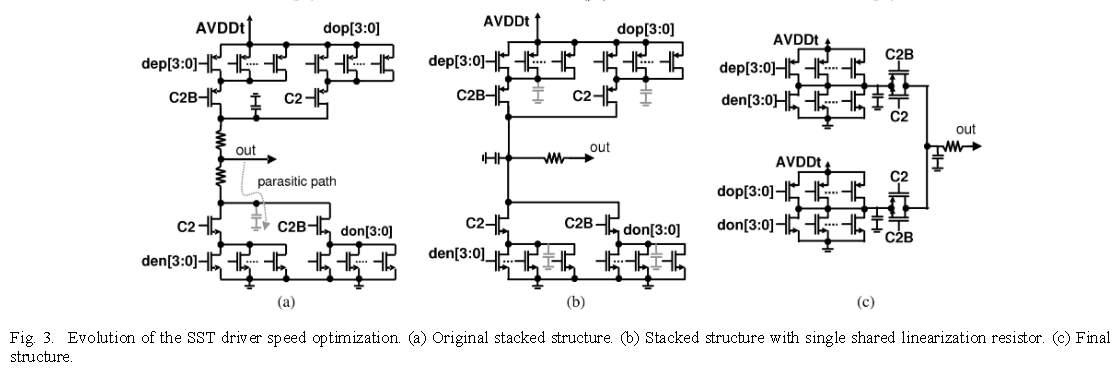 AVDDt
dop[3:0]
dep[3:0]
C2B
C2
out
parasitic path
C2
C2B
don[3:0]
den[3:0]
(a)
AVDDt
dop[3:0]
dep[3:0]
C2B
C2
out
C2
C2B
don[3:0]
den[3:0]
(b)
AVDDt
C2B
dep[3:0]
den[3:0]
C2
out
AVDDt
C2
dop[3:0]
don[3:0]
C2B
(c)
Fig. 3. Evolution of the SST driver speed optimization. (a) Original stacked structure. (b) Stacked structure with single shared linearization resistor. (c) Final
structure.